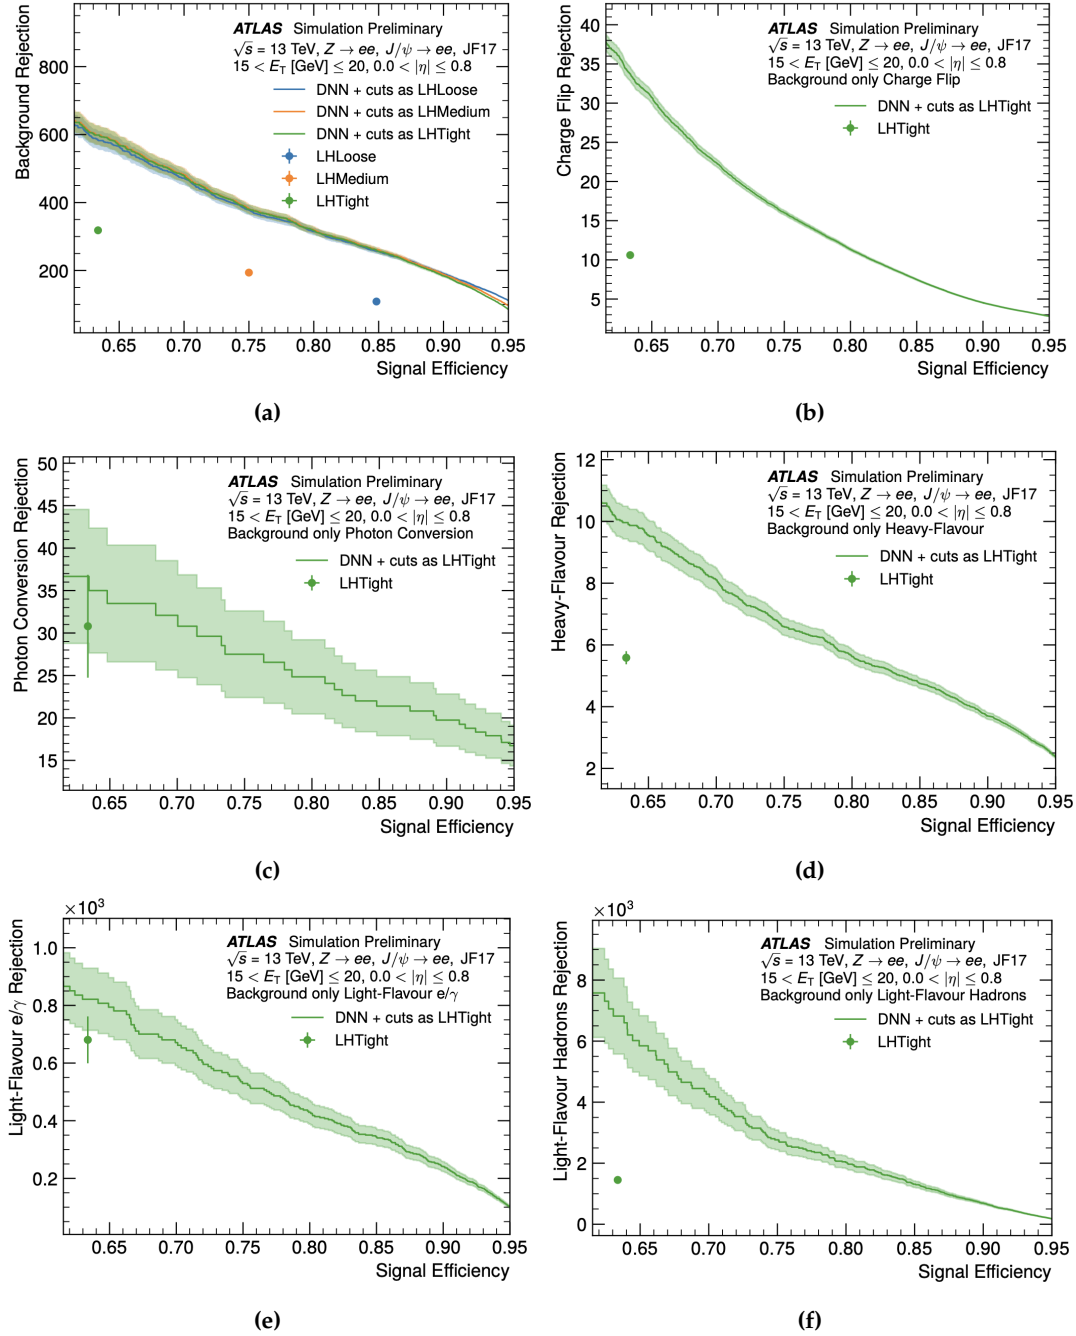 ATLAS Simulation Preliminary
√s = 13 TeV, Z → ee, J/ψ → ee, JF17
15 < E_T [GeV] ≤ 20, 0.0 < |η| ≤ 0.8
DNN + cuts as LHLoose
DNN + cuts as LHMedium
DNN + cuts as LHTight
LHLoose
LHMedium
LHTight
Background Rejection
800
600
400
200
0.65 0.70 0.75 0.80 0.85 0.90 0.95
Signal Efficiency
(a)
ATLAS Simulation Preliminary
√s = 13 TeV, Z → ee, J/ψ → ee, JF17
15 < E_T [GeV] ≤ 20, 0.0 < |η| ≤ 0.8
Background only Charge Flip
DNN + cuts as LHTight
LHTight
Charge Flip Rejection
40
35
30
25
20
15
10
5
0.65 0.70 0.75 0.80 0.85 0.90 0.95
Signal Efficiency
(b)
ATLAS Simulation Preliminary
√s = 13 TeV, Z → ee, J/ψ → ee, JF17
15 < E_T [GeV] ≤ 20, 0.0 < |η| ≤ 0.8
Background only Photon Conversion
DNN + cuts as LHTight
LHTight
Photon Conversion Rejection
50
45
40
35
30
25
20
15
0.65 0.70 0.75 0.80 0.85 0.90 0.95
Signal Efficiency
(c)
ATLAS Simulation Preliminary
√s = 13 TeV, Z → ee, J/ψ → ee, JF17
15 < E_T [GeV] ≤ 20, 0.0 < |η| ≤ 0.8
Background only Heavy-Flavour
DNN + cuts as LHTight
LHTight
Heavy-Flavour Rejection
12
10
8
6
4
2
0.65 0.70 0.75 0.80 0.85 0.90 0.95
Signal Efficiency
(d)
×10³
ATLAS Simulation Preliminary
√s = 13 TeV, Z → ee, J/ψ → ee, JF17
15 < E_T [GeV] ≤ 20, 0.0 < |η| ≤ 0.8
Background only Light-Flavour e/γ
DNN + cuts as LHTight
LHTight
Light-Flavour e/γ Rejection
1.0
0.8
0.6
0.4
0.2
0.65 0.70 0.75 0.80 0.85 0.90 0.95
Signal Efficiency
(e)
×10³
ATLAS Simulation Preliminary
√s = 13 TeV, Z → ee, J/ψ → ee, JF17
15 < E_T [GeV] ≤ 20, 0.0 < |η| ≤ 0.8
Background only Light-Flavour Hadrons
DNN + cuts as LHTight
LHTight
Light-Flavour Hadrons Rejection
8
6
4
2
0
0.65 0.70 0.75 0.80 0.85 0.90 0.95
Signal Efficiency
(f)